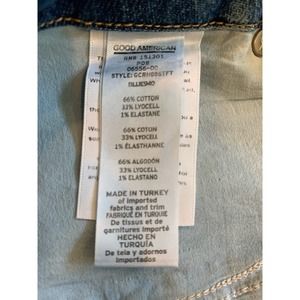 GOOD AMERICAN
RN# 151301
PO#
06656-00
STYLE:GCRH086TFT
BLUE940
66% COTTON
33% LYOCELL
1% ELASTANE
66% COTON
33% LYOCELL
1% ÉLASTHANNE
66% ALGODÓN
33% LYOCELL
1% ELASTANO
MADE IN TURKEY
of imported
fabrics and trim
FABRIQUÉ EN TURQUIE
De tissus et de
garnitures importé
HECHO EN
TURQUÍA
De tela y adornos
importados